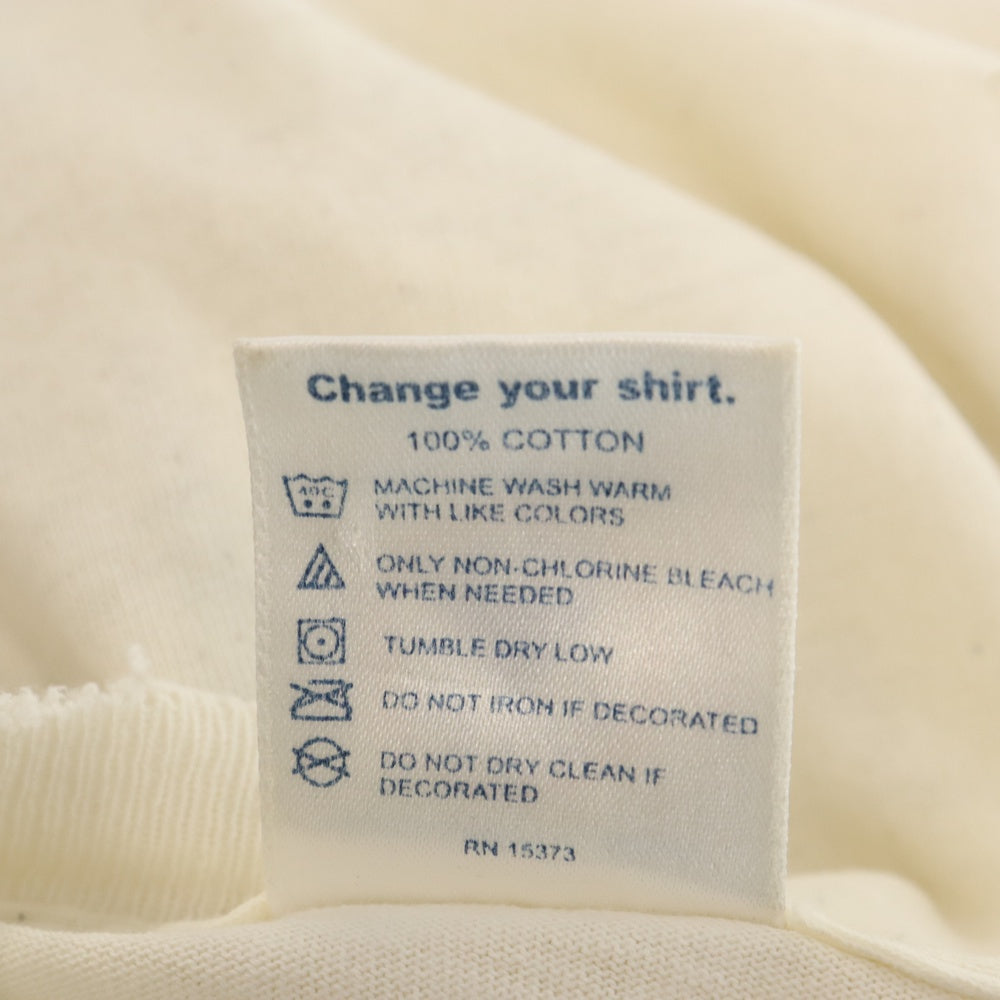 Change your shirt.
100% COTTON
40C
MACHINE WASH WARM
WITH LIKE COLORS
ONLY NON-CHLORINE BLEACH
WHEN NEEDED
TUMBLE DRY LOW
DO NOT IRON IF DECORATED
DO NOT DRY CLEAN IF
DECORATED
RN 15373